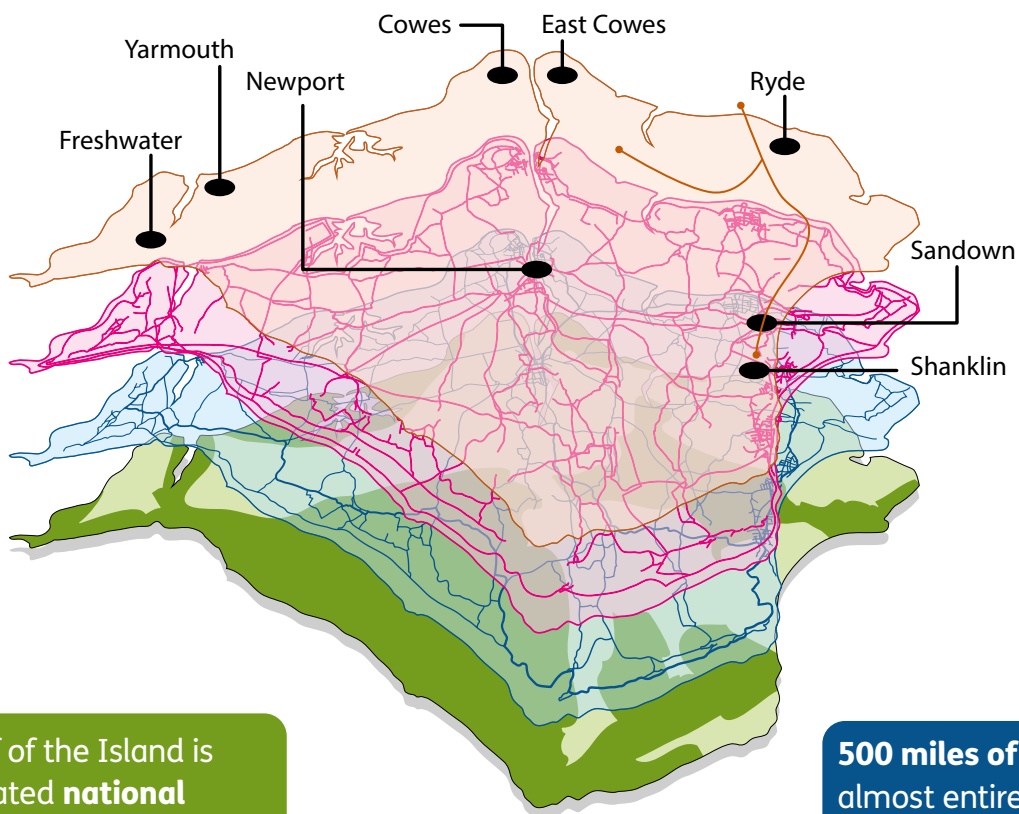 Cowes
East Cowes
Yarmouth
Newport
Ryde
Freshwater
Sandown
Shanklin
of the Island is
national
500 miles of
almost entire